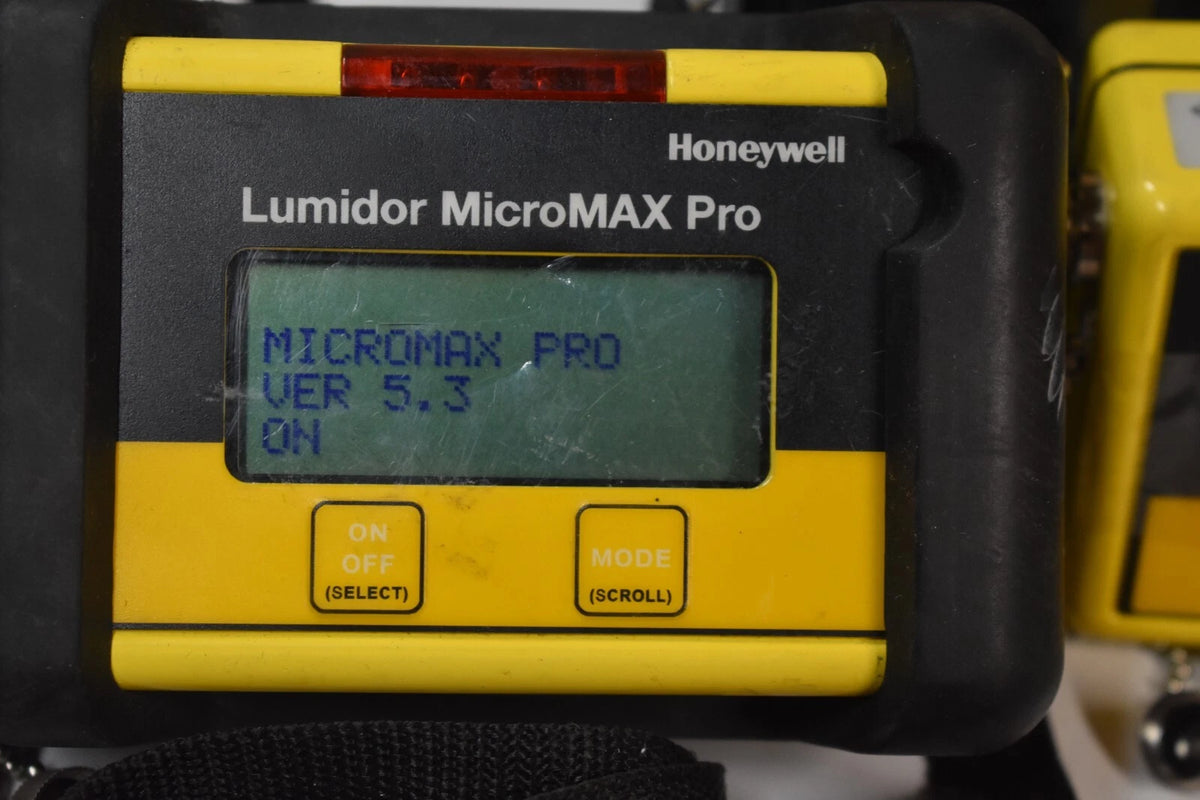 Honeywell
Lumidor MicroMAX Pro
MICROMAX PRO
VER 5.3
ON
ON
OFF
(SELECT)
MODE
(SCROLL)